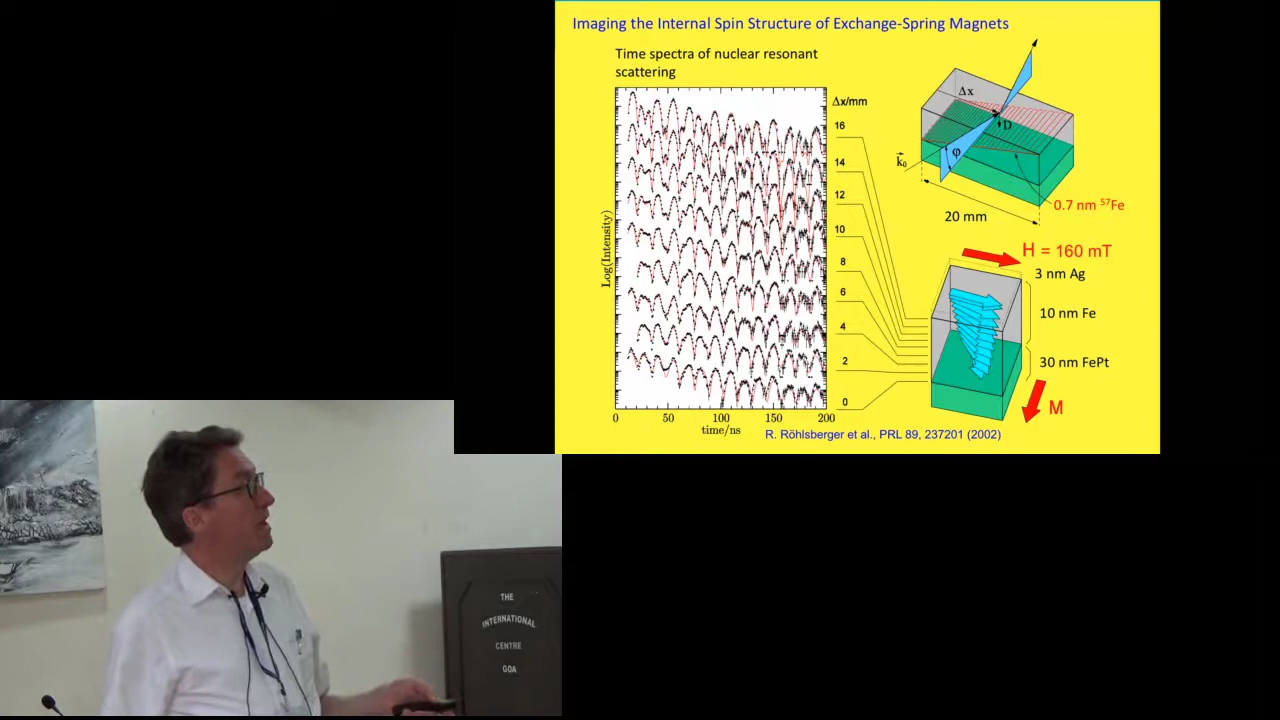 Imaging the Internal Spin Structure of Exchange-Spring Magnets
Time spectra of nuclear resonant
scattering
Δx/mm
16
14
12
10
8
6
4
2
0
Log(Intensity)
0 50 100 150 200
time/ns
Δx
D
φ
k₀
20 mm
0.7 nm ⁵⁷Fe
H = 160 mT
3 nm Ag
10 nm Fe
30 nm FePt
M
R. Röhlsberger et al., PRL 89, 237201 (2002)
THE
INTERNATIONAL
CENTRE
GOA